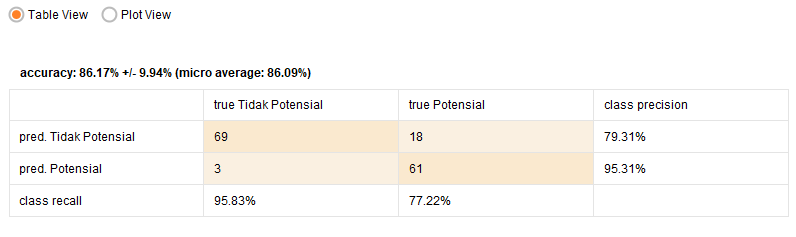 Table View Plot View
accuracy: 86.17% +/- 9.94% (micro average: 86.09%)
true Tidak Potensial true Potensial class precision
pred. Tidak Potensial 69 18 79.31%
pred. Potensial 3 61 95.31%
class recall 95.83% 77.22%